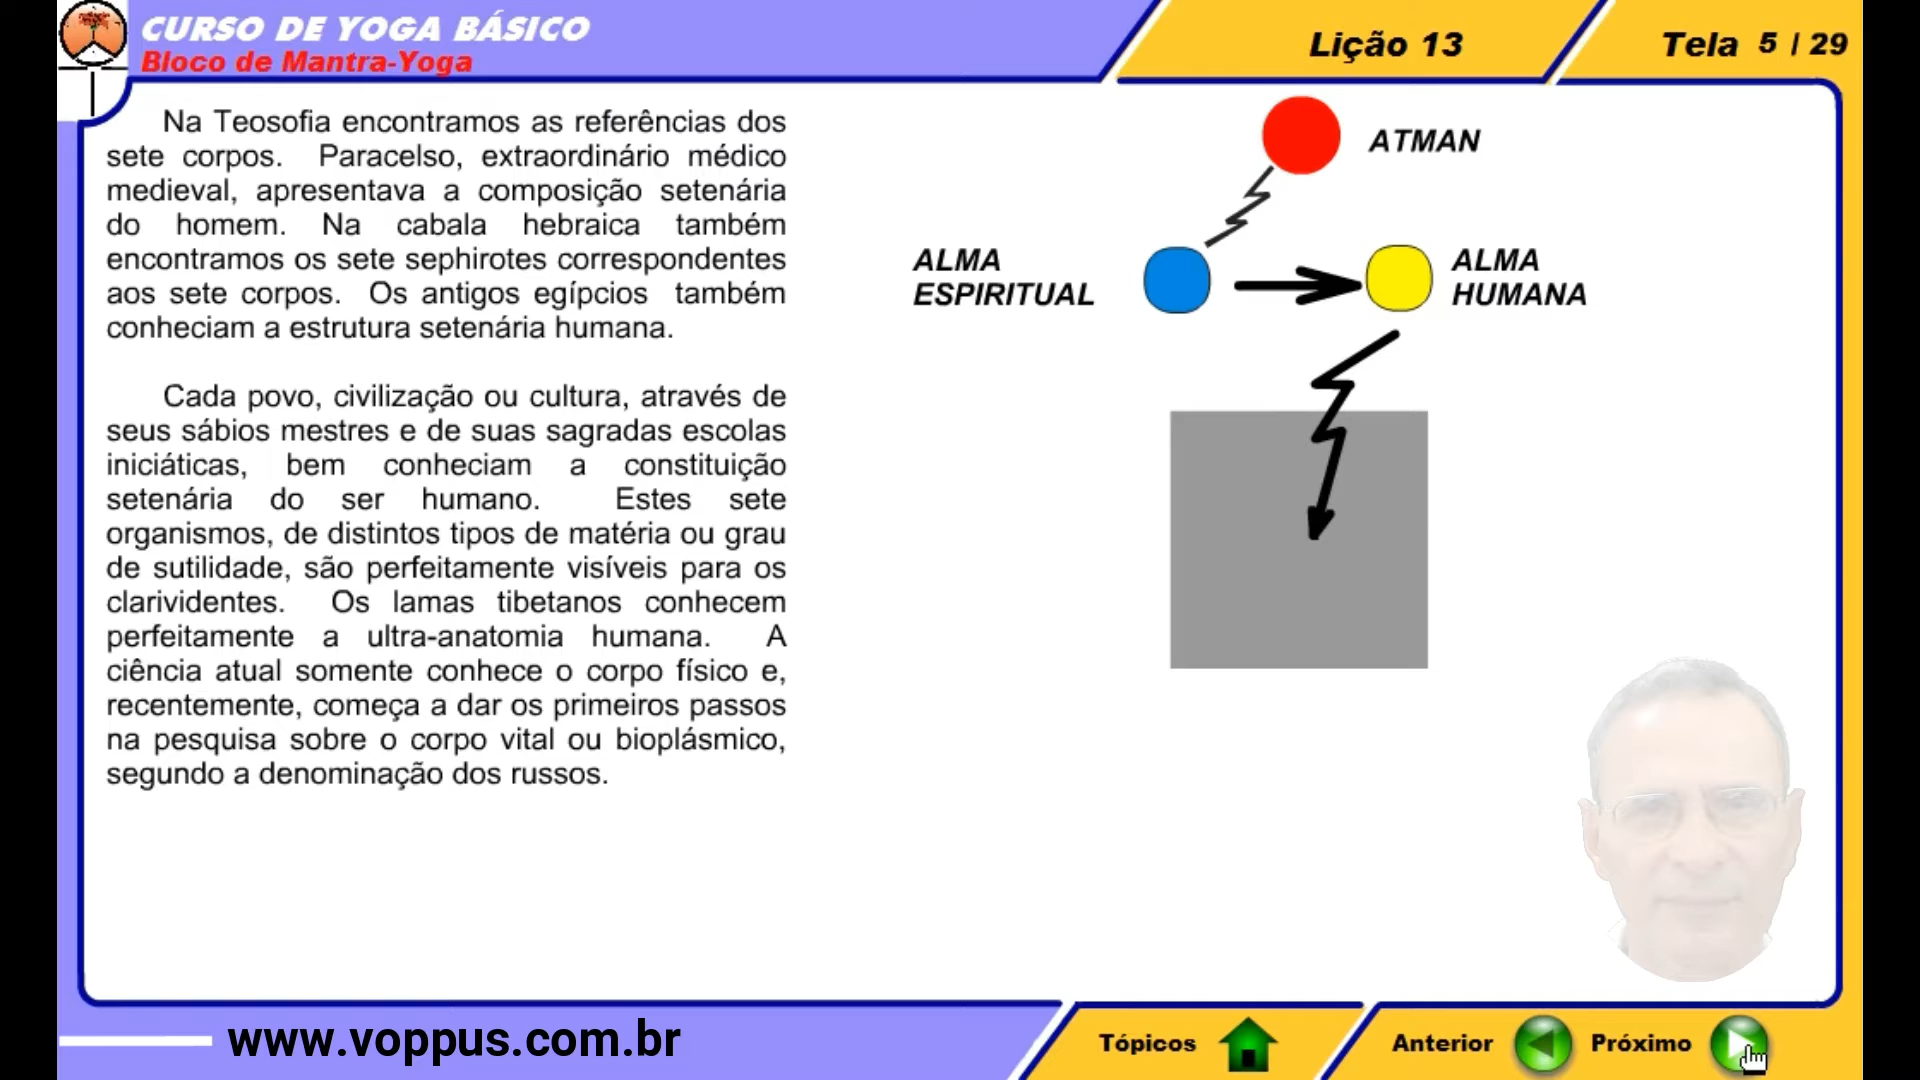 CURSO DE YOGA BÁSICO
Bloco de Mantra-Yoga
Lição 13
Tela 5 / 29
Na Teosofia encontramos as referências dos
sete corpos. Paracelso, extraordinário médico
medieval, apresentava a composição setenária
do homem. Na cabala hebraica também
encontramos os sete sephirotes correspondentes
aos sete corpos. Os antigos egípcios também
conheciam a estrutura setenária humana.
Cada povo, civilização ou cultura, através de
seus sábios mestres e de suas sagradas escolas
iniciáticas, bem conheciam a constituição
setenária do ser humano. Estes sete
organismos, de distintos tipos de matéria ou grau
de sutilidade, são perfeitamente visíveis para os
clarividentes. Os lamas tibetanos conhecem
perfeitamente a ultra-anatomia humana. A
ciência atual somente conhece o corpo físico e,
recentemente, começa a dar os primeiros passos
na pesquisa sobre o corpo vital ou bioplásmico,
segundo a denominação dos russos.
ATMAN
ALMA
ESPIRITUAL
ALMA
HUMANA
www.voppus.com.br
Tópicos
Anterior
Próximo